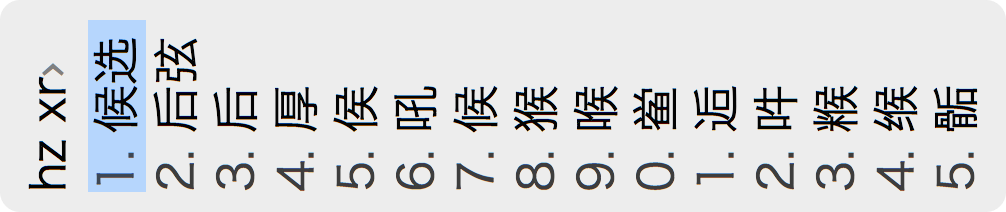 hz xr›
1. 候选
2. 后弦
3. 后
4. 厚
5. 侯
6. 吼
7. 候
8. 猴
9. 喉
0. 鲎
1. 逅
2. 吽
3. 糇
4. 缑
5. 骺